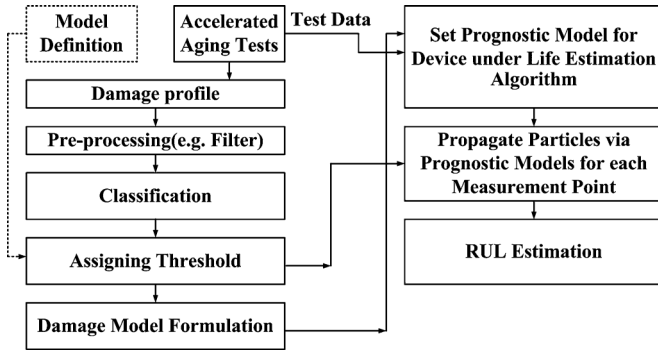 Model
Definition
Accelerated
Aging Tests
Test Data
Damage profile
Pre-processing(e.g. Filter)
Classification
Assigning Threshold
Damage Model Formulation
Set Prognostic Model for
Device under Life Estimation
Algorithm
Propagate Particles via
Prognostic Models for each
Measurement Point
RUL Estimation